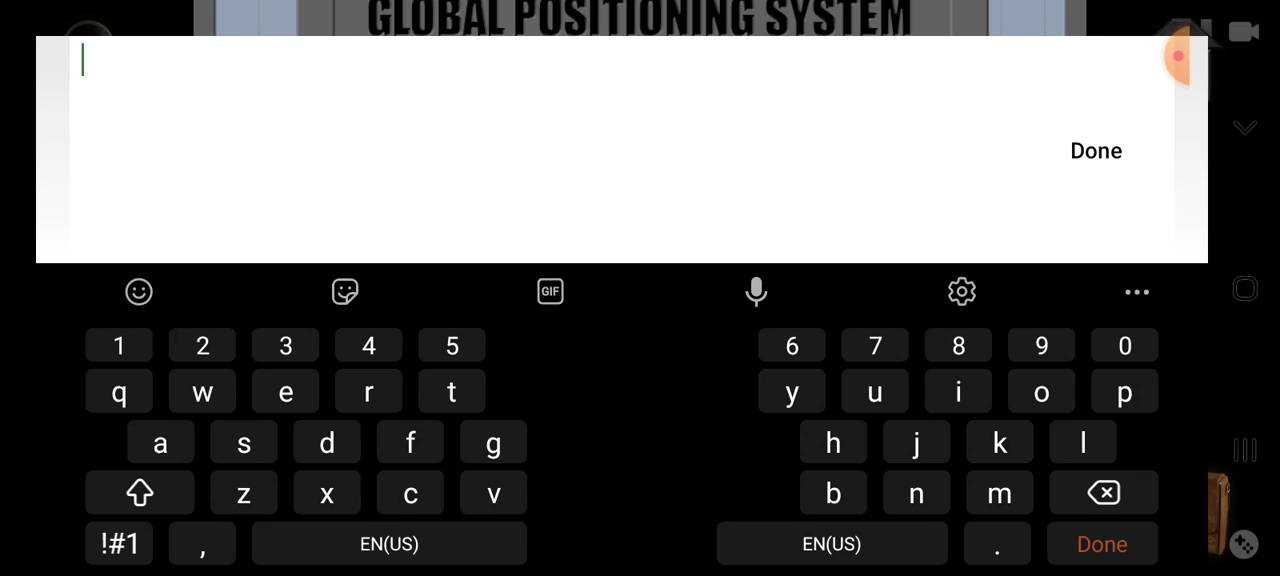 GLOBAL POSITIONING SYSTEM
Done
GIF
1 2 3 4 5 6 7 8 9 0
q w e r t y u i o p
a s d f g h j k l
z x c v b n m
!#1 , EN(US) EN(US) . Done